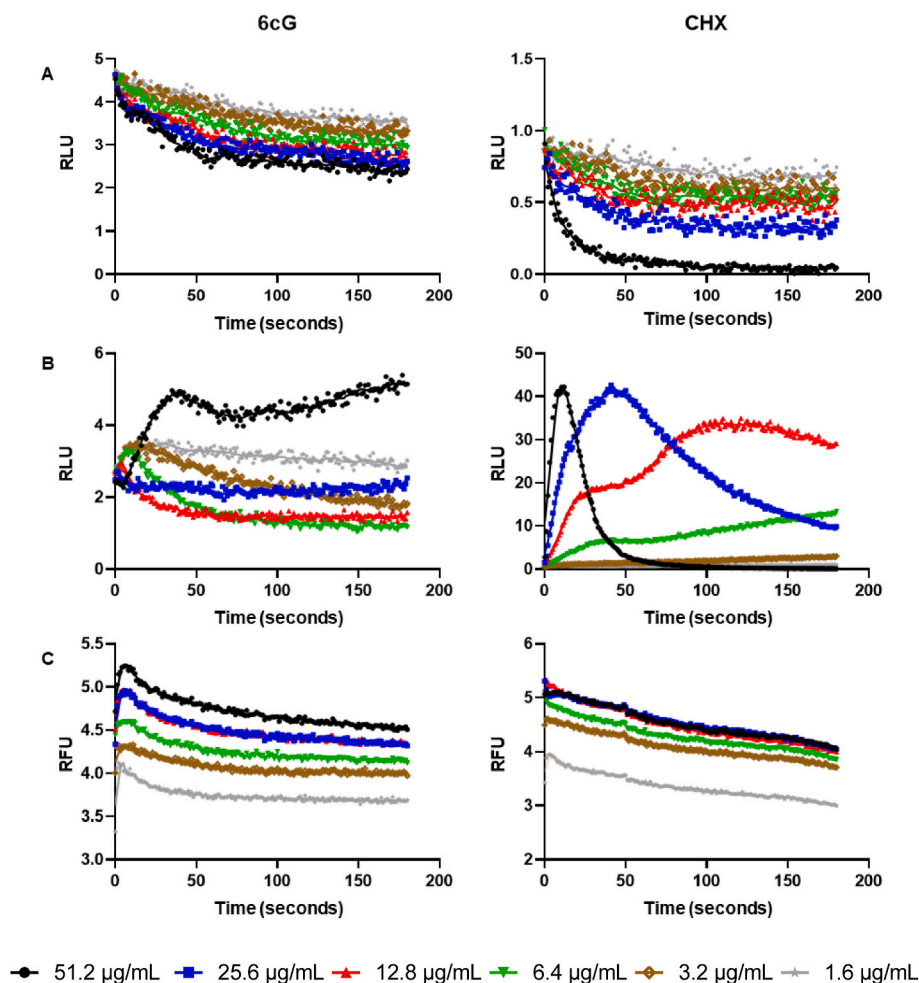 6cG CHX
A
5
4
3
2
1
0
RLU
0 50 100 150 200
Time (seconds)
1.5
1.0
0.5
0.0
RLU
0 50 100 150 200
Time (seconds)
B
6
4
2
0
RLU
0 50 100 150 200
Time (seconds)
50
40
30
20
10
0
RLU
0 50 100 150 200
Time (seconds)
C
5.5
5.0
4.5
4.0
3.5
3.0
RFU
0 50 100 150 200
Time (seconds)
6
5
4
3
2
RFU
0 50 100 150 200
Time (seconds)
51.2 µg/mL 25.6 µg/mL 12.8 µg/mL 6.4 µg/mL 3.2 µg/mL 1.6 µg/mL